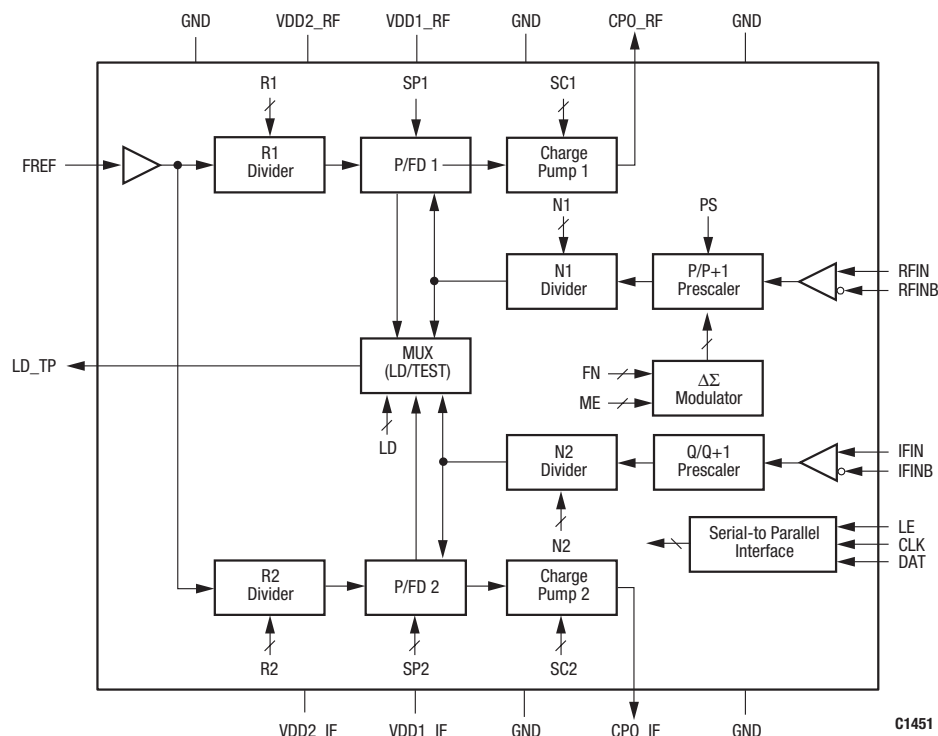 GND VDD2_RF VDD1_RF GND CPO_RF GND
R1 SP1 SC1
FREF
R1
Divider
P/FD 1
Charge
Pump 1
N1 PS
N1
Divider
P/P+1
Prescaler
RFIN
RFINB
LD_TP
MUX
(LD/TEST)
FN
ME
ΔΣ
Modulator
LD
N2
Divider
Q/Q+1
Prescaler
IFIN
IFINB
N2
Serial-to Parallel
Interface
LE
CLK
DAT
R2
Divider
P/FD 2
Charge
Pump 2
R2 SP2 SC2
VDD2_IF VDD1_IF GND CPO_IF GND
C1451